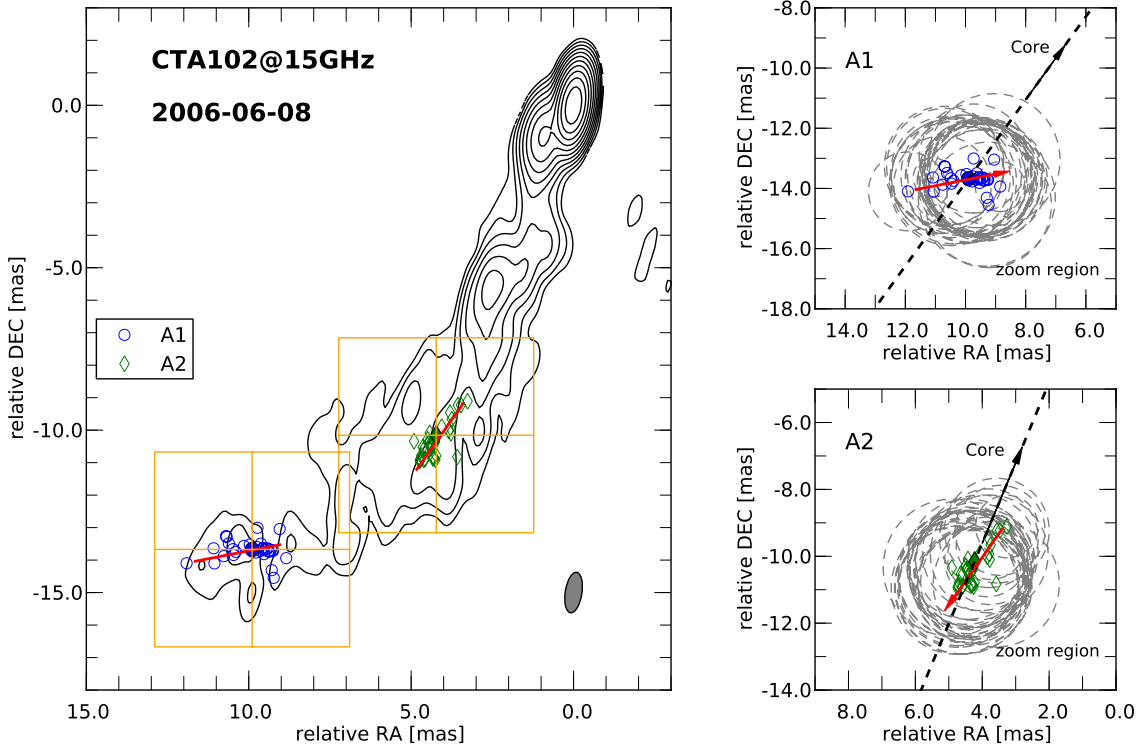 CTA102@15GHz
2006-06-08
0.0
-5.0
-10.0
-15.0
relative DEC [mas]
A1
A2
15.0
10.0
5.0
0.0
relative RA [mas]
-8.0
-10.0
-12.0
-14.0
-16.0
-18.0
relative DEC [mas]
A1
Core
zoom region
14.0
12.0
10.0
8.0
6.0
relative RA [mas]
-6.0
-8.0
-10.0
-12.0
-14.0
relative DEC [mas]
A2
Core
zoom region
8.0
6.0
4.0
2.0
0.0
relative RA [mas]